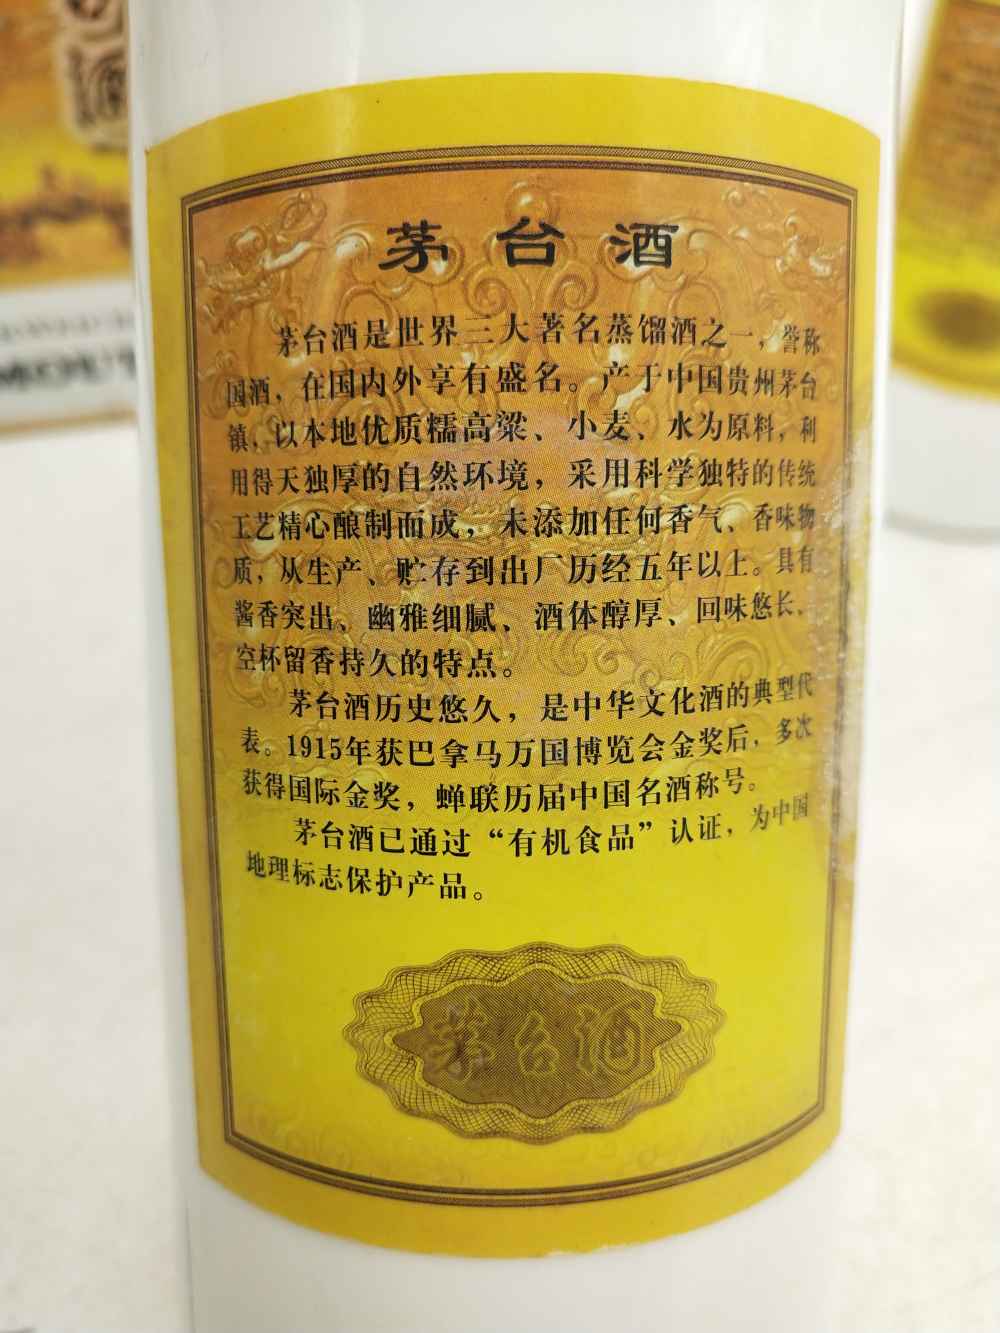 茅台酒
茅台酒是世界三大著名蒸馏酒之一，誉称
国酒，在国内外享有盛名。产于中国贵州茅台
镇，以本地优质糯高粱、小麦、水为原料，利
用得天独厚的自然环境，采用科学独特的传统
工艺精心酿制而成，未添加任何香气、香味物
质，从生产、贮存到出厂历经五年以上。具有
酱香突出、幽雅细腻、酒体醇厚、回味悠长、
空杯留香持久的特点。
茅台酒历史悠久，是中华文化酒的典型代
表。1915年获巴拿马万国博览会金奖后，多次
获得国际金奖，蝉联历届中国名酒称号。
茅台酒已通过“有机食品”认证，为中国
地理标志保护产品。
茅台酒